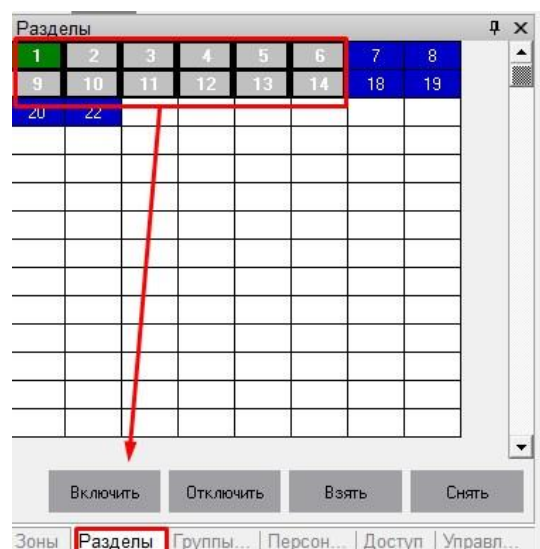 Разделы
1 2 3 4 5 6 7 8
9 10 11 12 13 14 18 19
20 22
Включить Отключить Взять Снять
Зоны Разделы Группы... Персон... Доступ Управл...